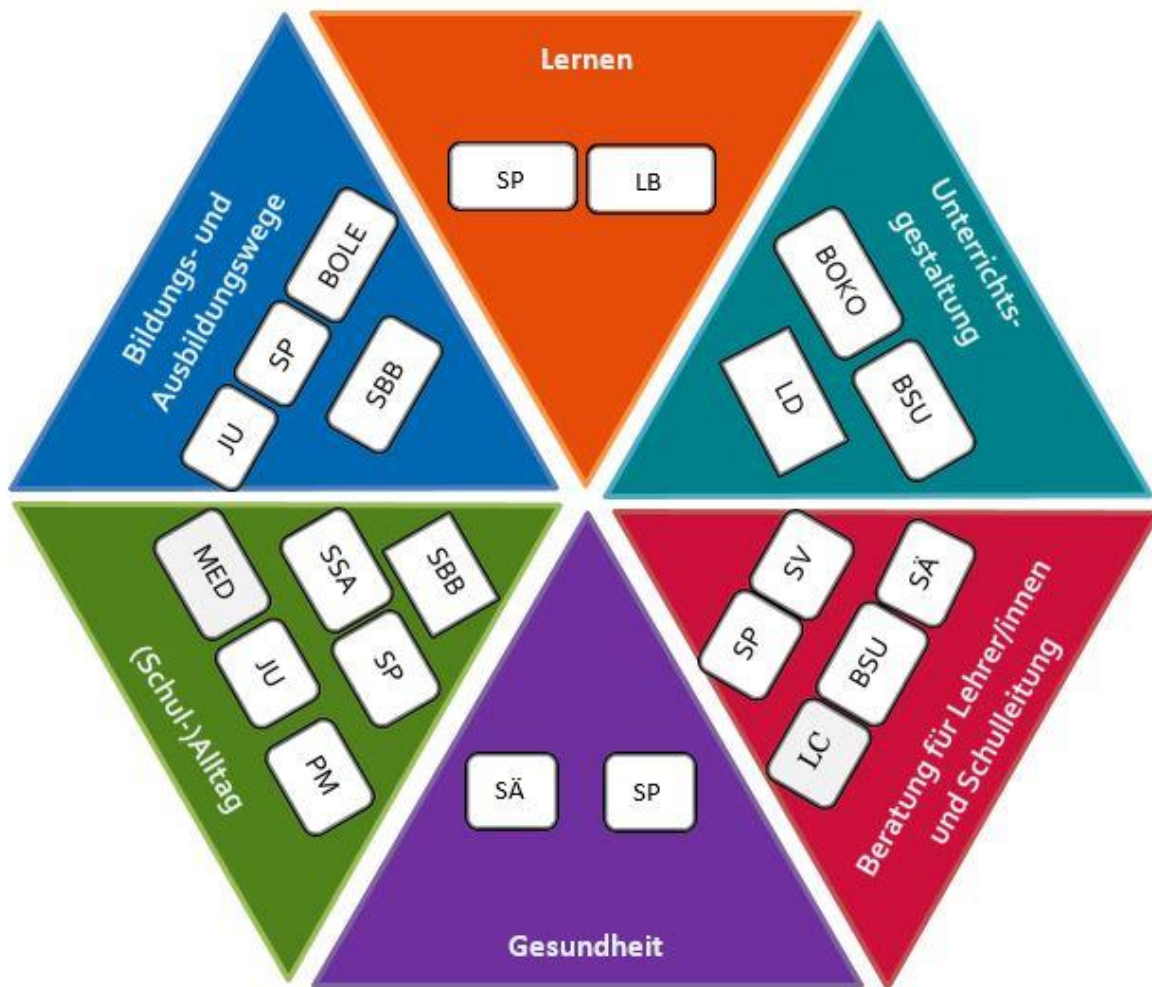 Lernen
SP
LB
Bildungs- und
Ausbildungswege
BOLE
SP
JU
SBB
Unterrichts-
gestaltung
BOKO
BSU
LD
(Schul-)Alltag
MED
SSA
SBB
JU
SP
PM
Gesundheit
SÄ
SP
Beratung für Lehrer/innen
und Schulleitung
SV
SÄ
SP
BSU
LC